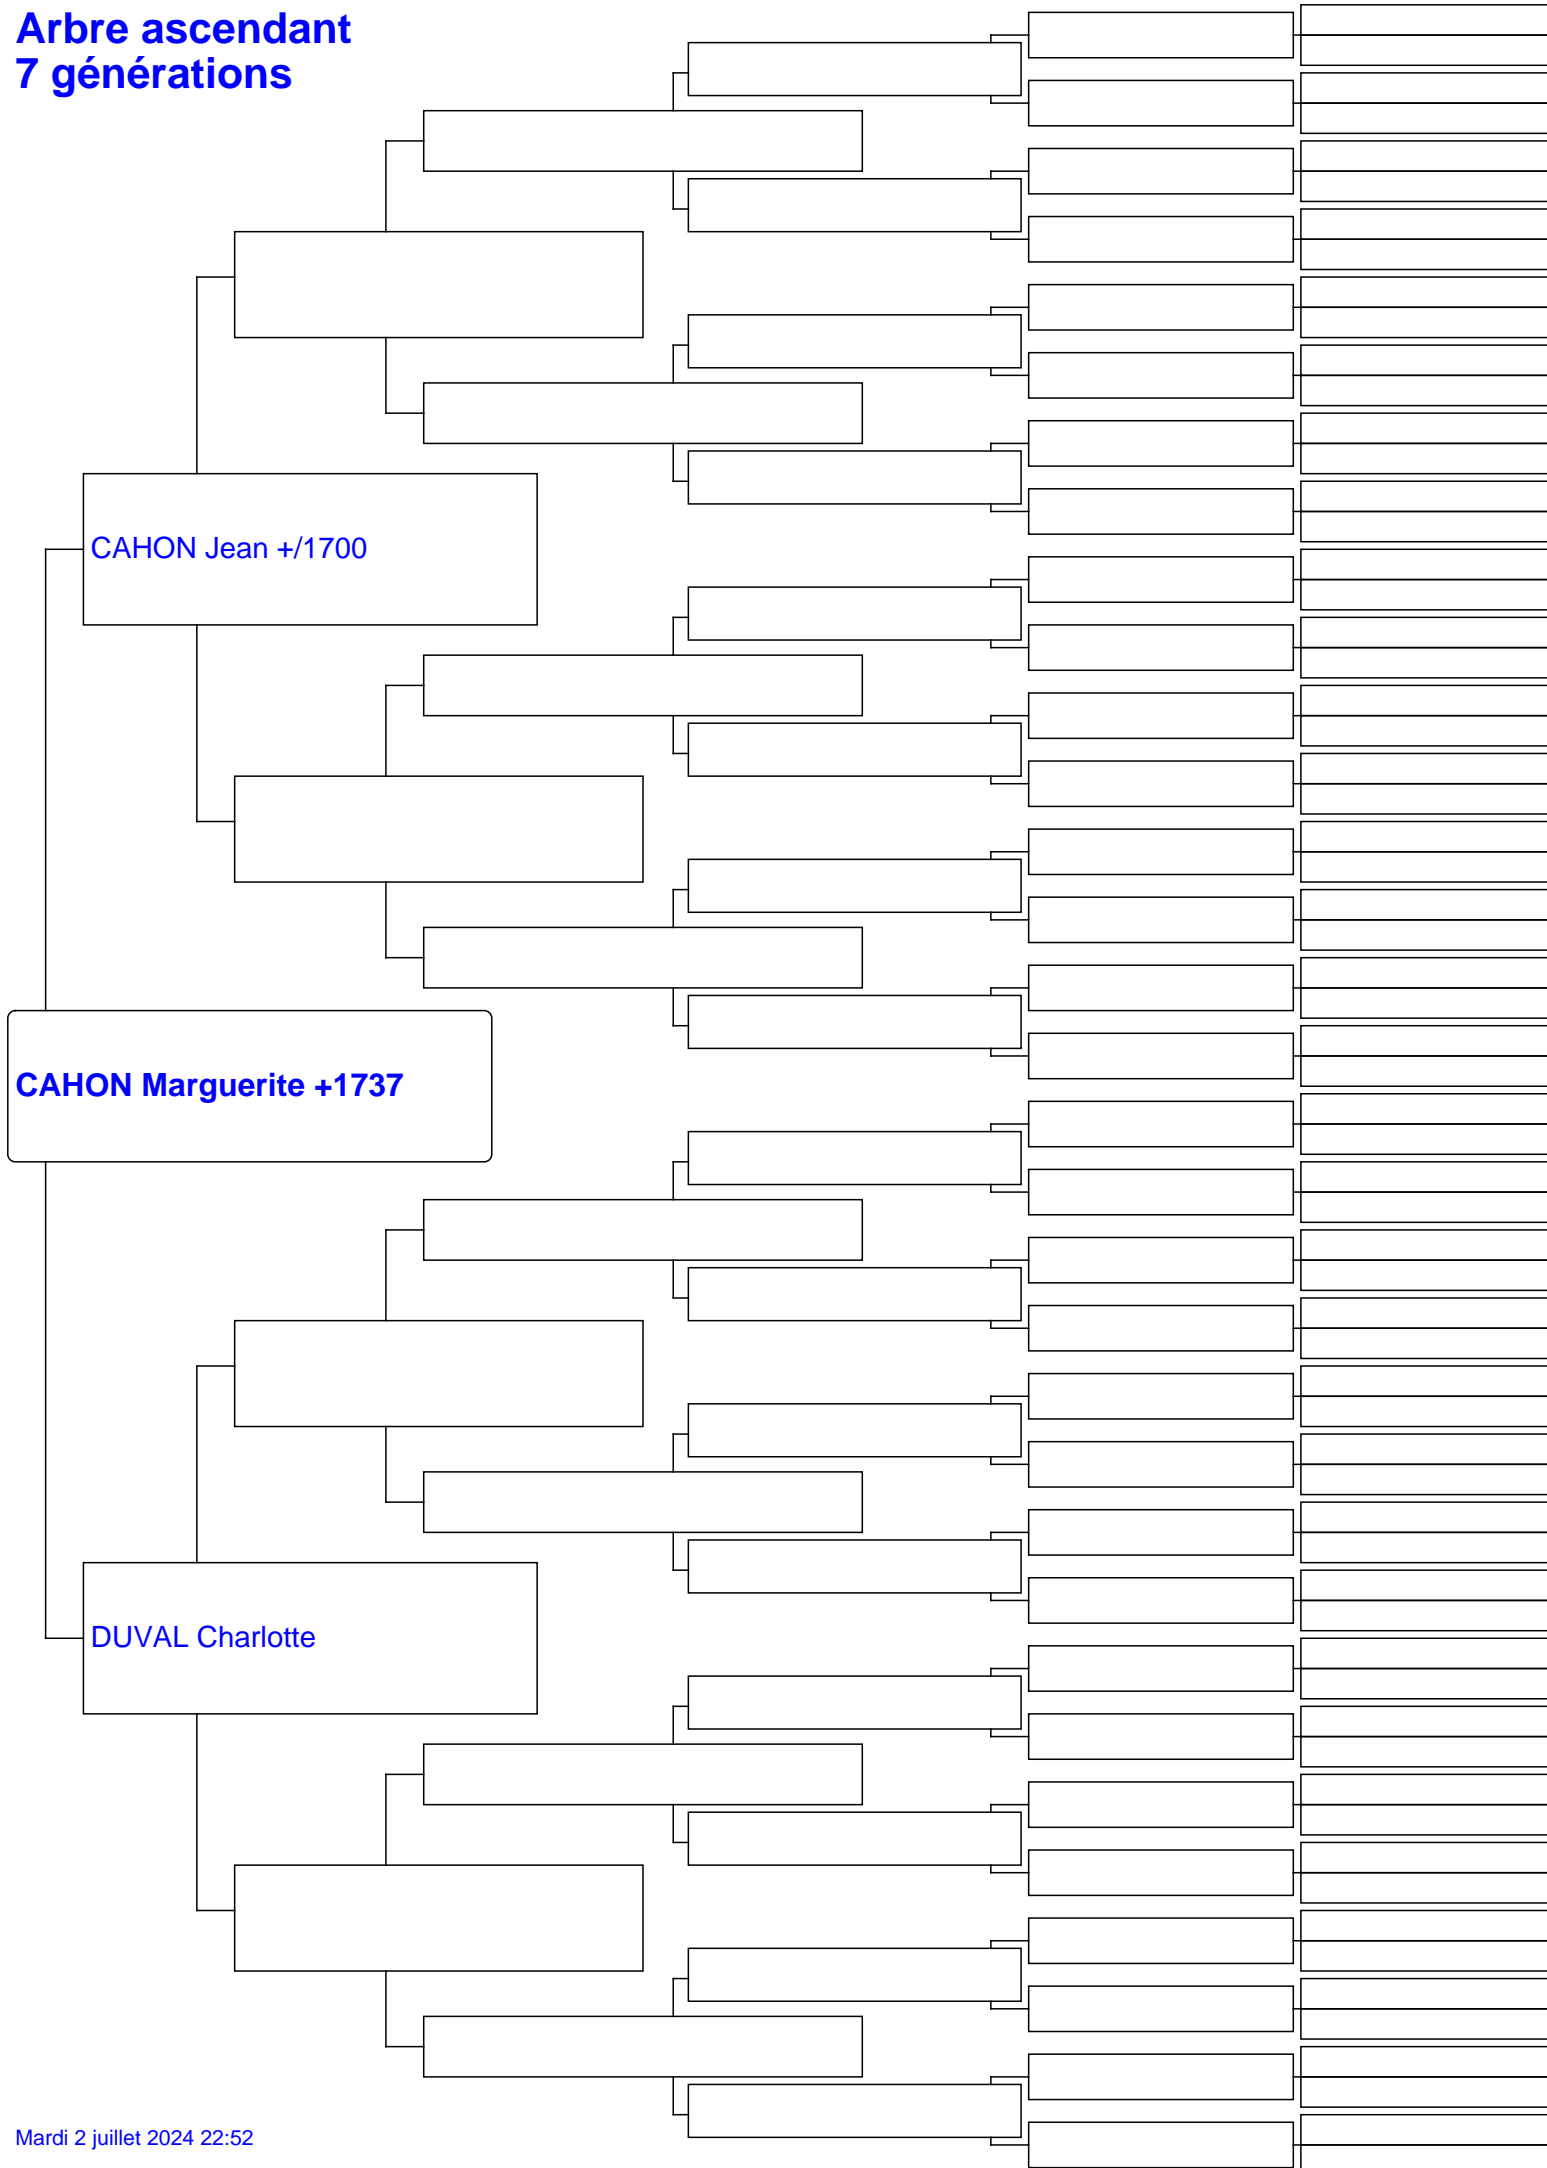 Arbre ascendant
7 générations
CAHON Jean +/1700
CAHON Marguerite +1737
DUVAL Charlotte
Mardi 2 juillet 2024 22:52